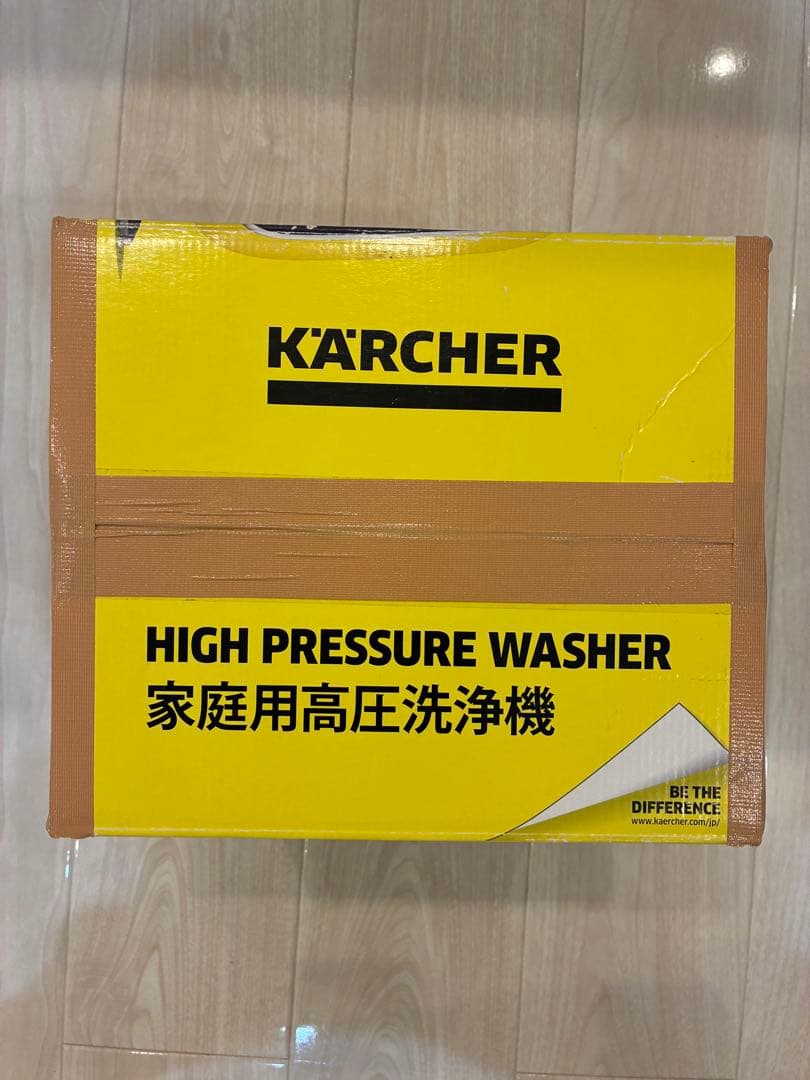 KÄRCHER
HIGH PRESSURE WASHER
家庭用高圧洗浄機
BE THE
DIFFERENCE
www.kaercher.com/jp/